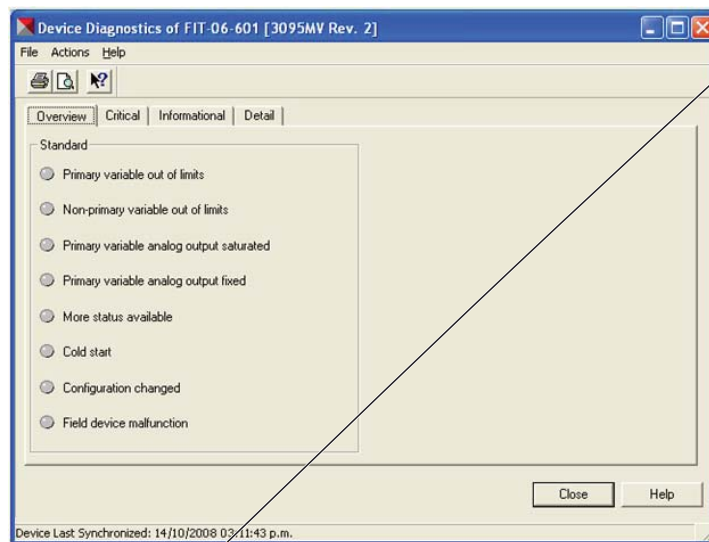 Device Diagnostics of FIT-06-601 [3095MV Rev. 2]
File Actions Help
Overview Critical Informational Detail
Standard
Primary variable out of limits
Non-primary variable out of limits
Primary variable analog output saturated
Primary variable analog output fixed
More status available
Cold start
Configuration changed
Field device malfunction
Close Help
Device Last Synchronized: 14/10/2008 03:11:43 p.m.